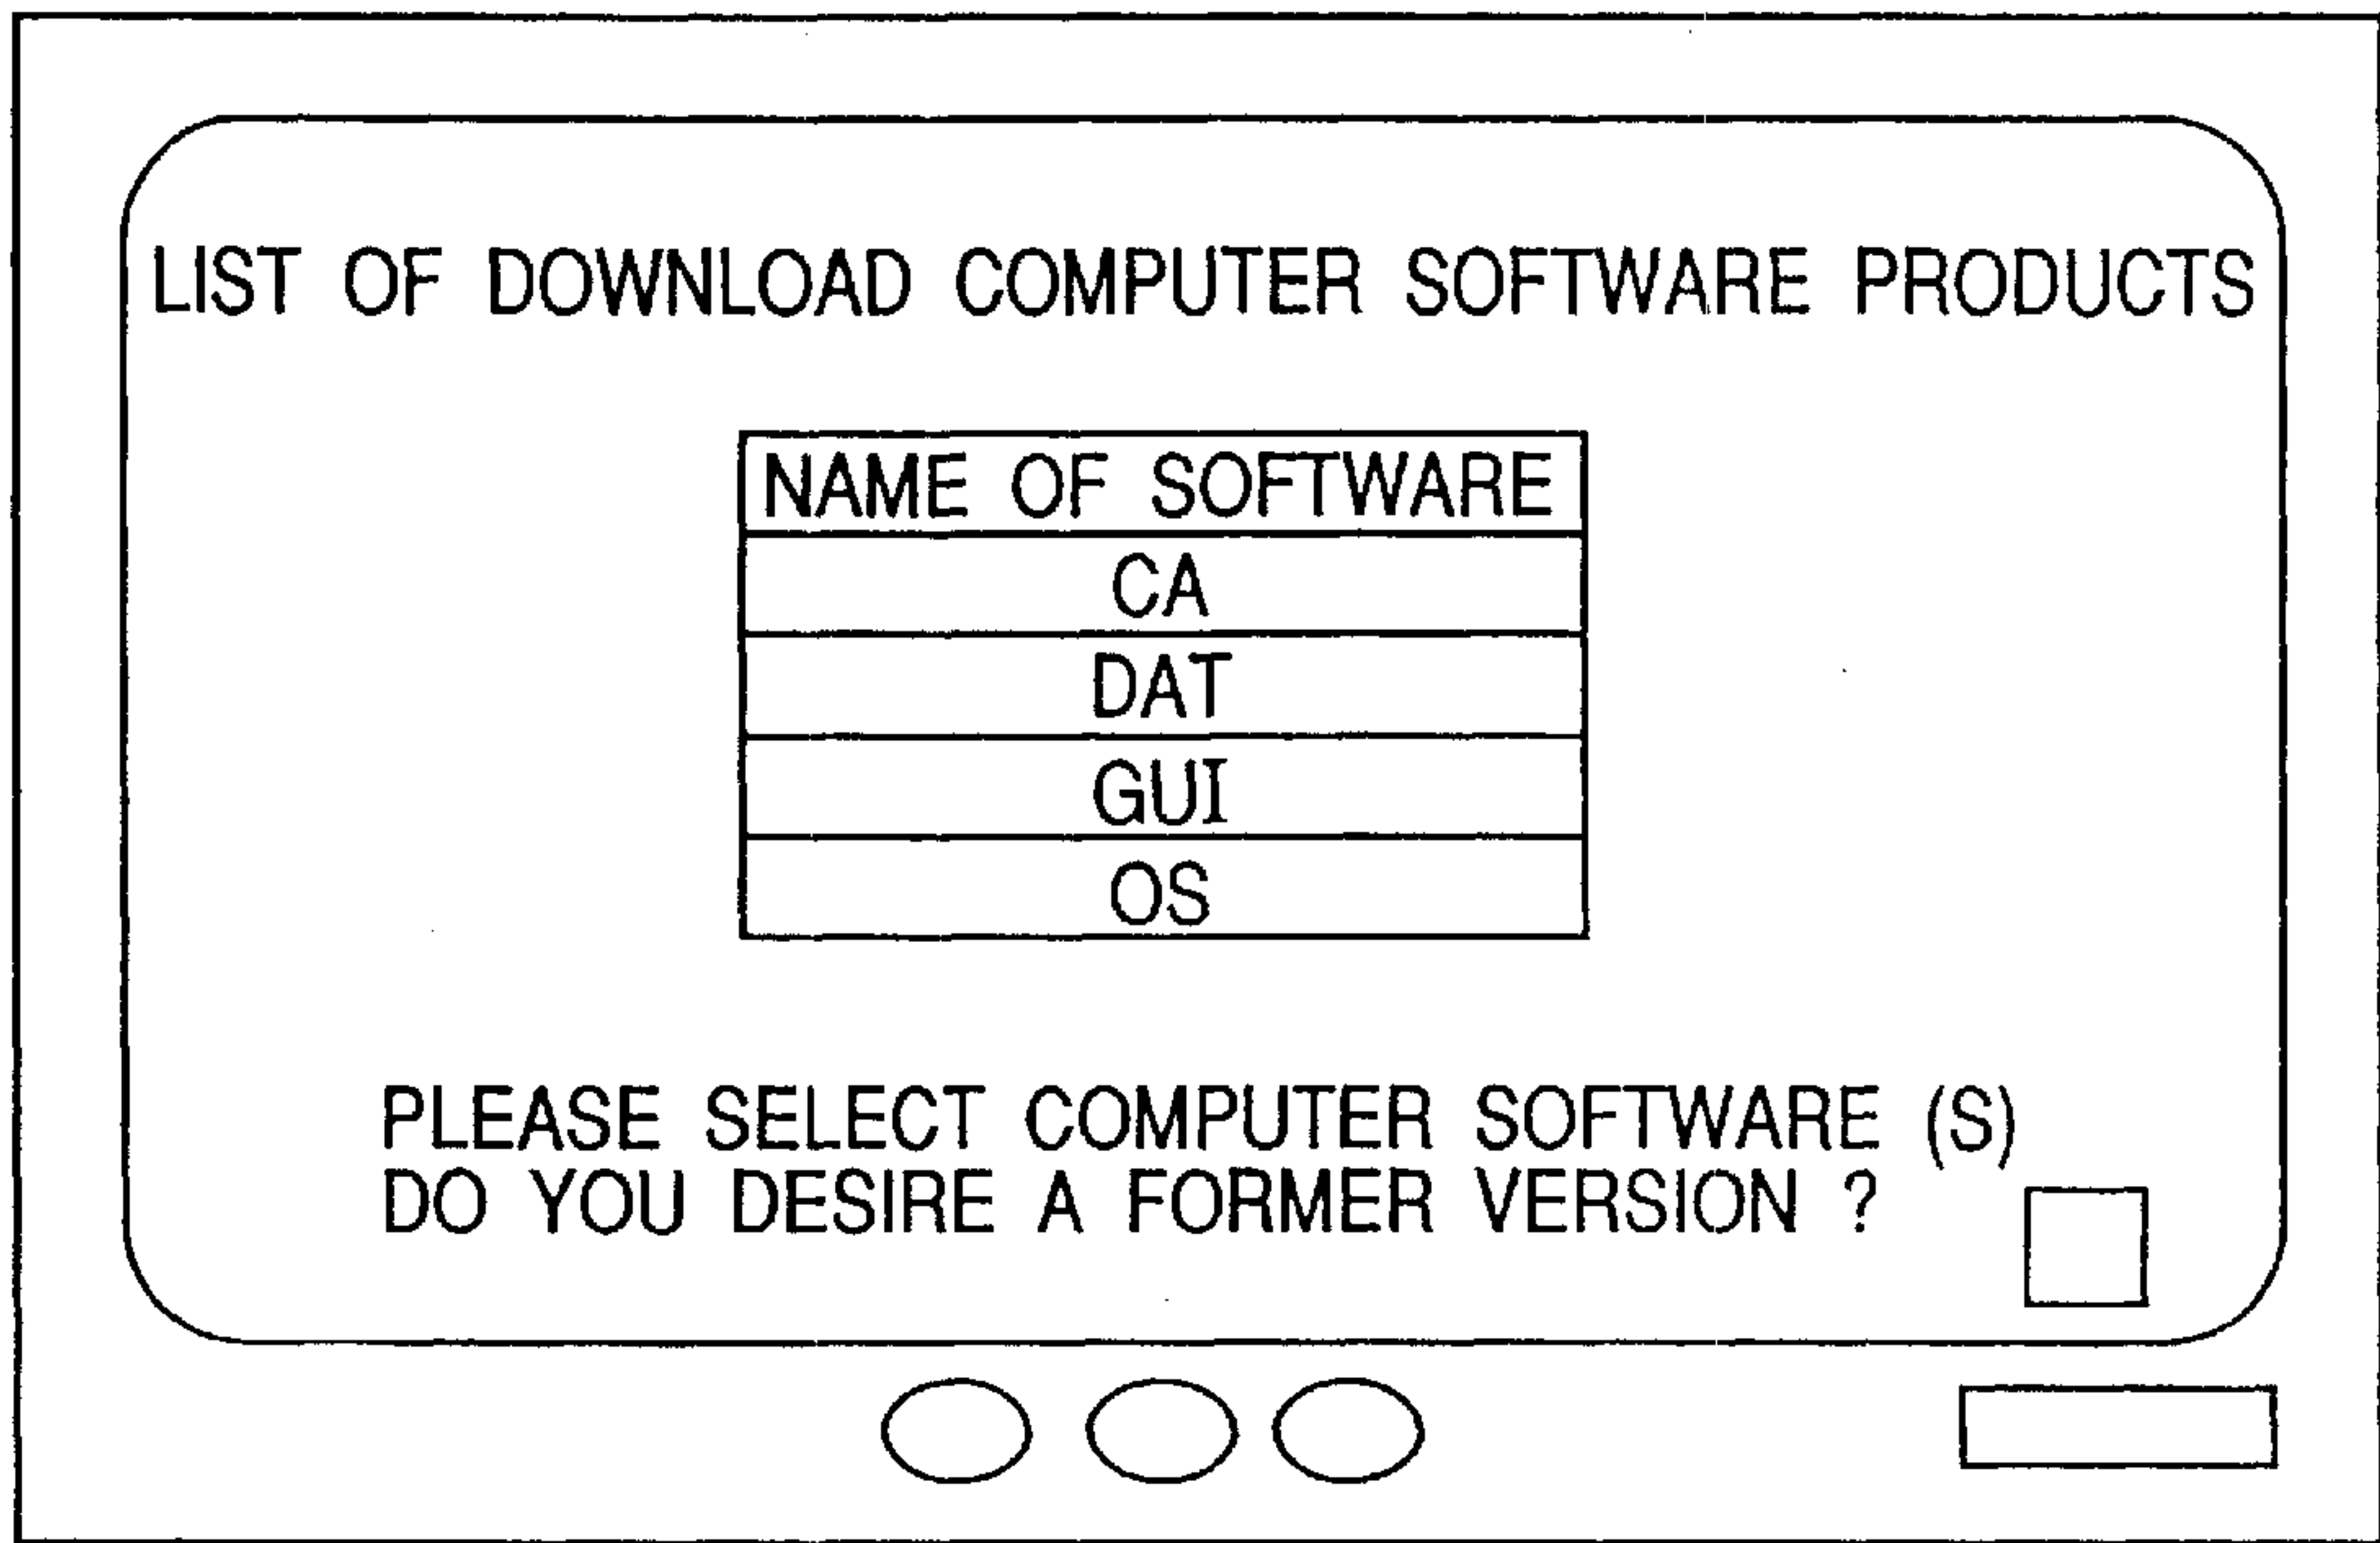 LIST OF DOWNLOAD COMPUTER SOFTWARE PRODUCTS
NAME OF SOFTWARE
CA
DAT
GUI
OS
PLEASE SELECT COMPUTER SOFTWARE (S)
DO YOU DESIRE A FORMER VERSION ?